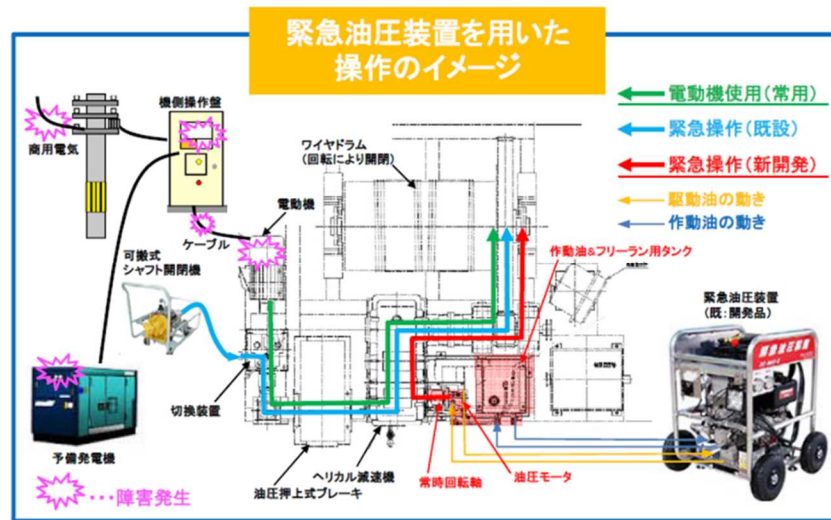 緊急油圧装置を用いた
操作のイメージ
機側操作盤
商用電気
ケーブル
電動機
ワイヤドラム
(回転により開閉)
電動機使用(常用)
緊急操作(既設)
緊急操作(新開発)
駆動油の動き
作動油の動き
可搬式
シャフト開閉機
作動油&フリーラン用タンク
緊急油圧装置
(既:開発品)
緊急油圧装置
切換装置
予備発電機
油圧押上式ブレーキ
ヘリカル減速機
常時回転軸
油圧モータ
・・・障害発生